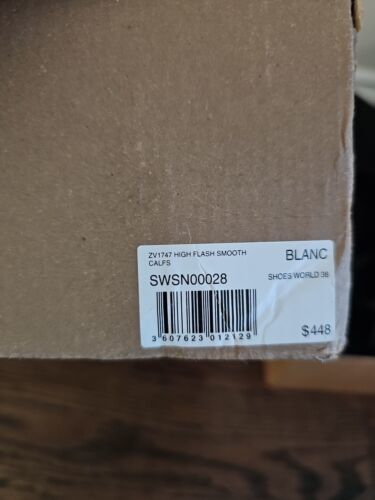 ZV1747 HIGH FLASH SMOOTH
CALFS
BLANC
SWSN00028
SHOES WORLD 36
3 607623 012129
$448